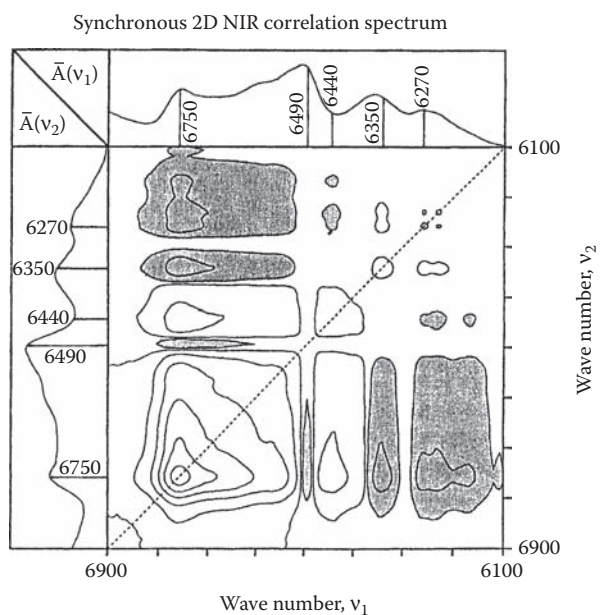 Synchronous 2D NIR correlation spectrum
Ā(ν₁)
Ā(ν₂)
6750
6490
6440
6350
6270
6100
6270
6350
6440
6490
6750
Wave number, ν₂
6900
6900
6100
Wave number, ν₁